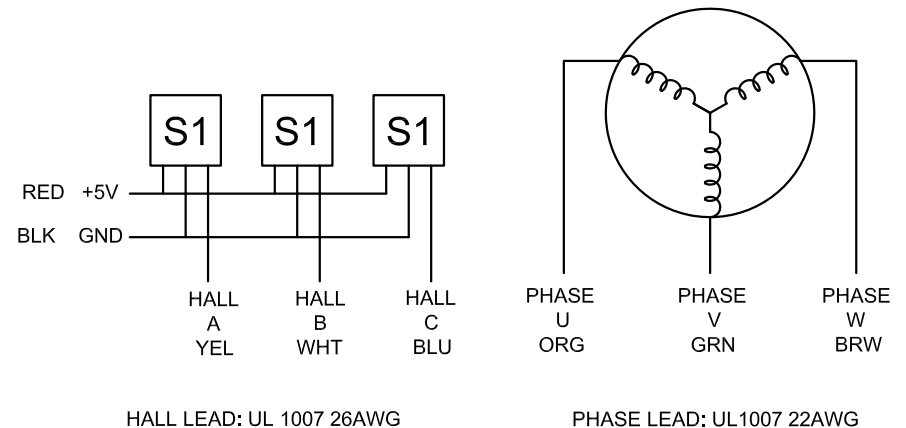 S1 S1 S1
RED +5V
BLK GND
HALL
A
YEL
HALL
B
WHT
HALL
C
BLU
HALL LEAD: UL 1007 26AWG
PHASE
U
ORG
PHASE
V
GRN
PHASE
W
BRW
PHASE LEAD: UL1007 22AWG